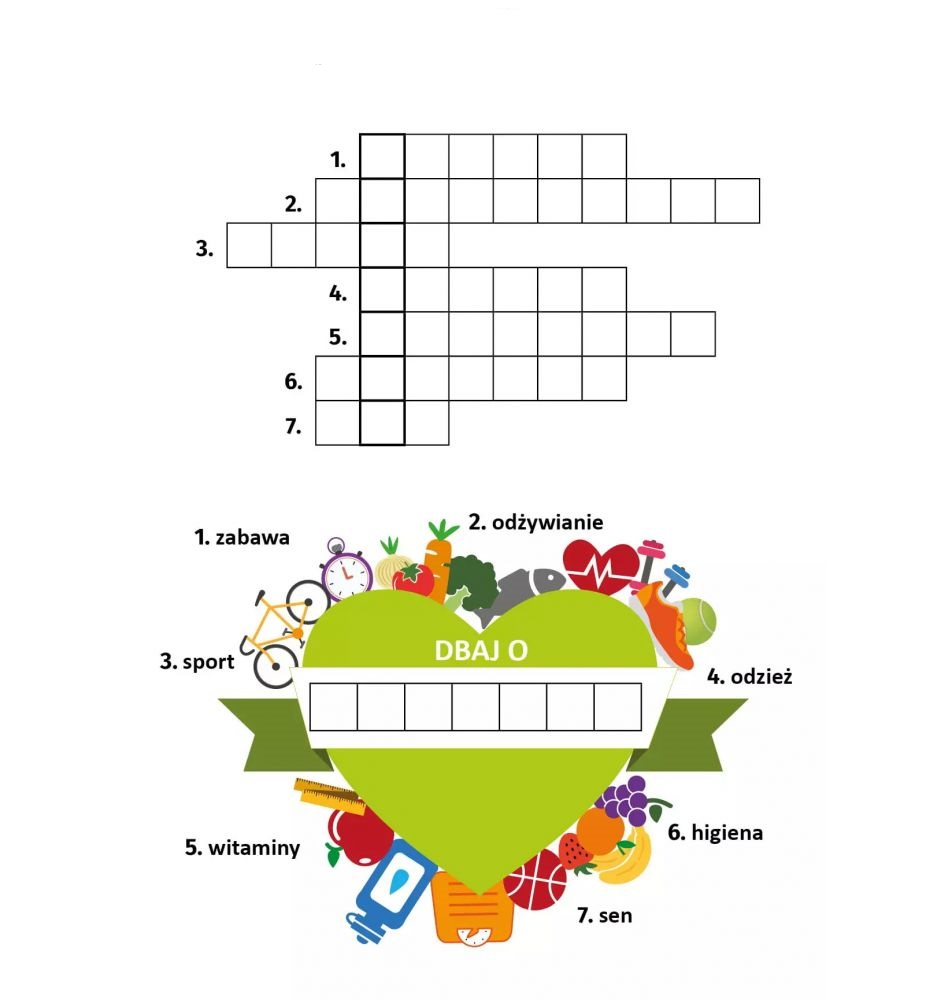 1.
2.
3.
4.
5.
6.
7.
2. odżywianie
1. zabawa
DBAJ O
3. sport
4. odzież
6. higiena
5. witaminy
7. sen